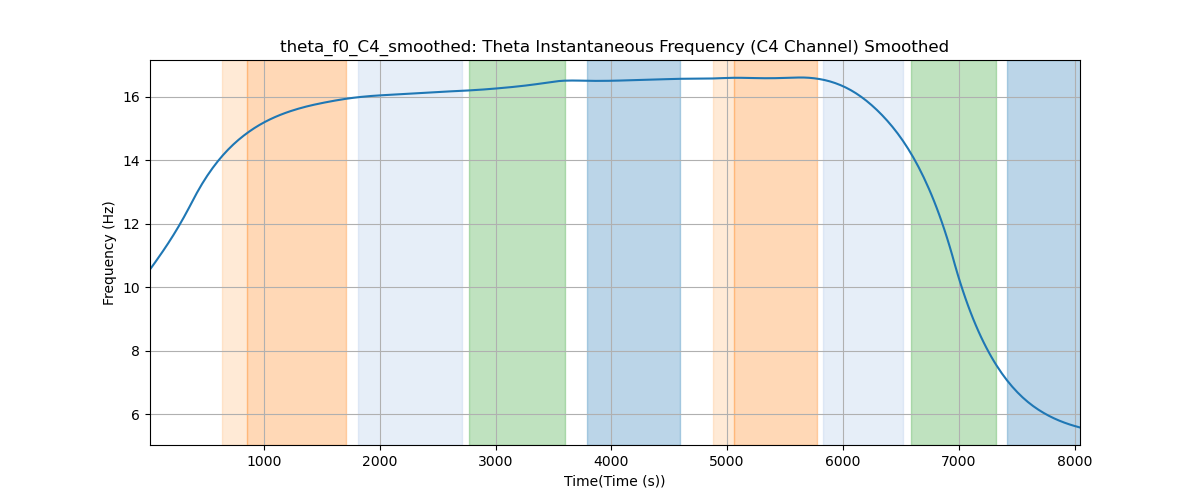 theta_f0_C4_smoothed: Theta Instantaneous Frequency (C4 Channel) Smoothed
Frequency (Hz)
16
14
12
10
8
6
1000 2000 3000 4000 5000 6000 7000 8000
Time(Time (s))